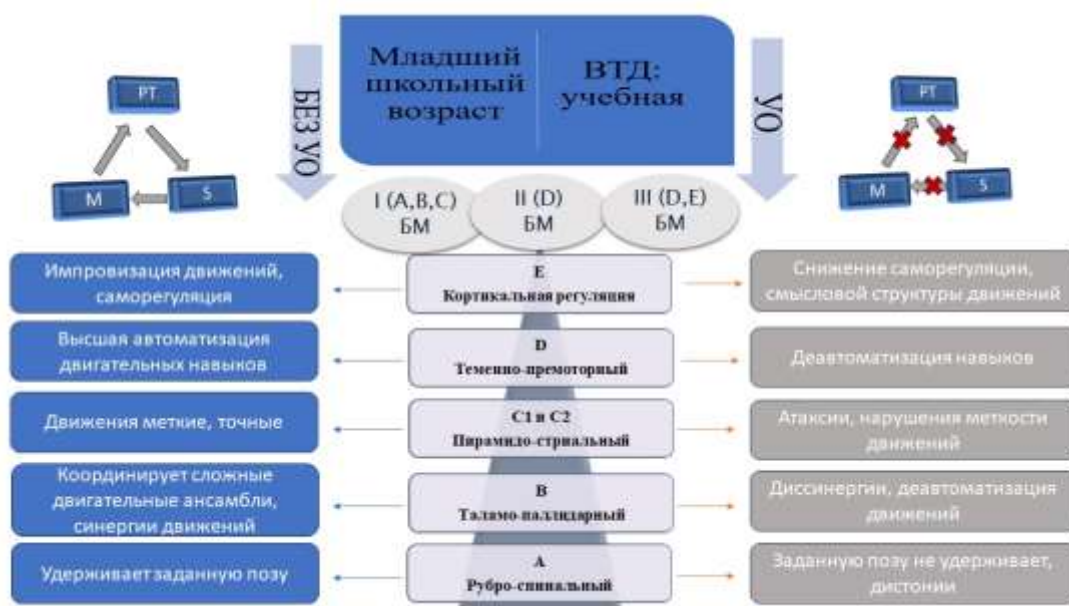 Младший
школьный
возраст
ВТД:
учебная
БЕЗ УО
УО
PT
M
S
PT
M
S
I (A,B,C)
БМ
II (D)
БМ
III (D,E)
БМ
Импровизация движений,
саморегуляция
E
Кортикальная регуляция
Снижение саморегуляции,
смысловой структуры движений
Высшая автоматизация
двигательных навыков
D
Теменно-премоторный
Деавтоматизация навыков
Движения меткие, точные
C1 и C2
Пирамидо-стриальный
Атаксии, нарушения меткости
движений
Координирует сложные
двигательные ансамбли,
синергии движений
B
Таламо-паллидарный
Диссинергии, деавтоматизация
движений
Удерживает заданную позу
A
Рубро-спинальный
Заданную позу не удерживает,
дистонии